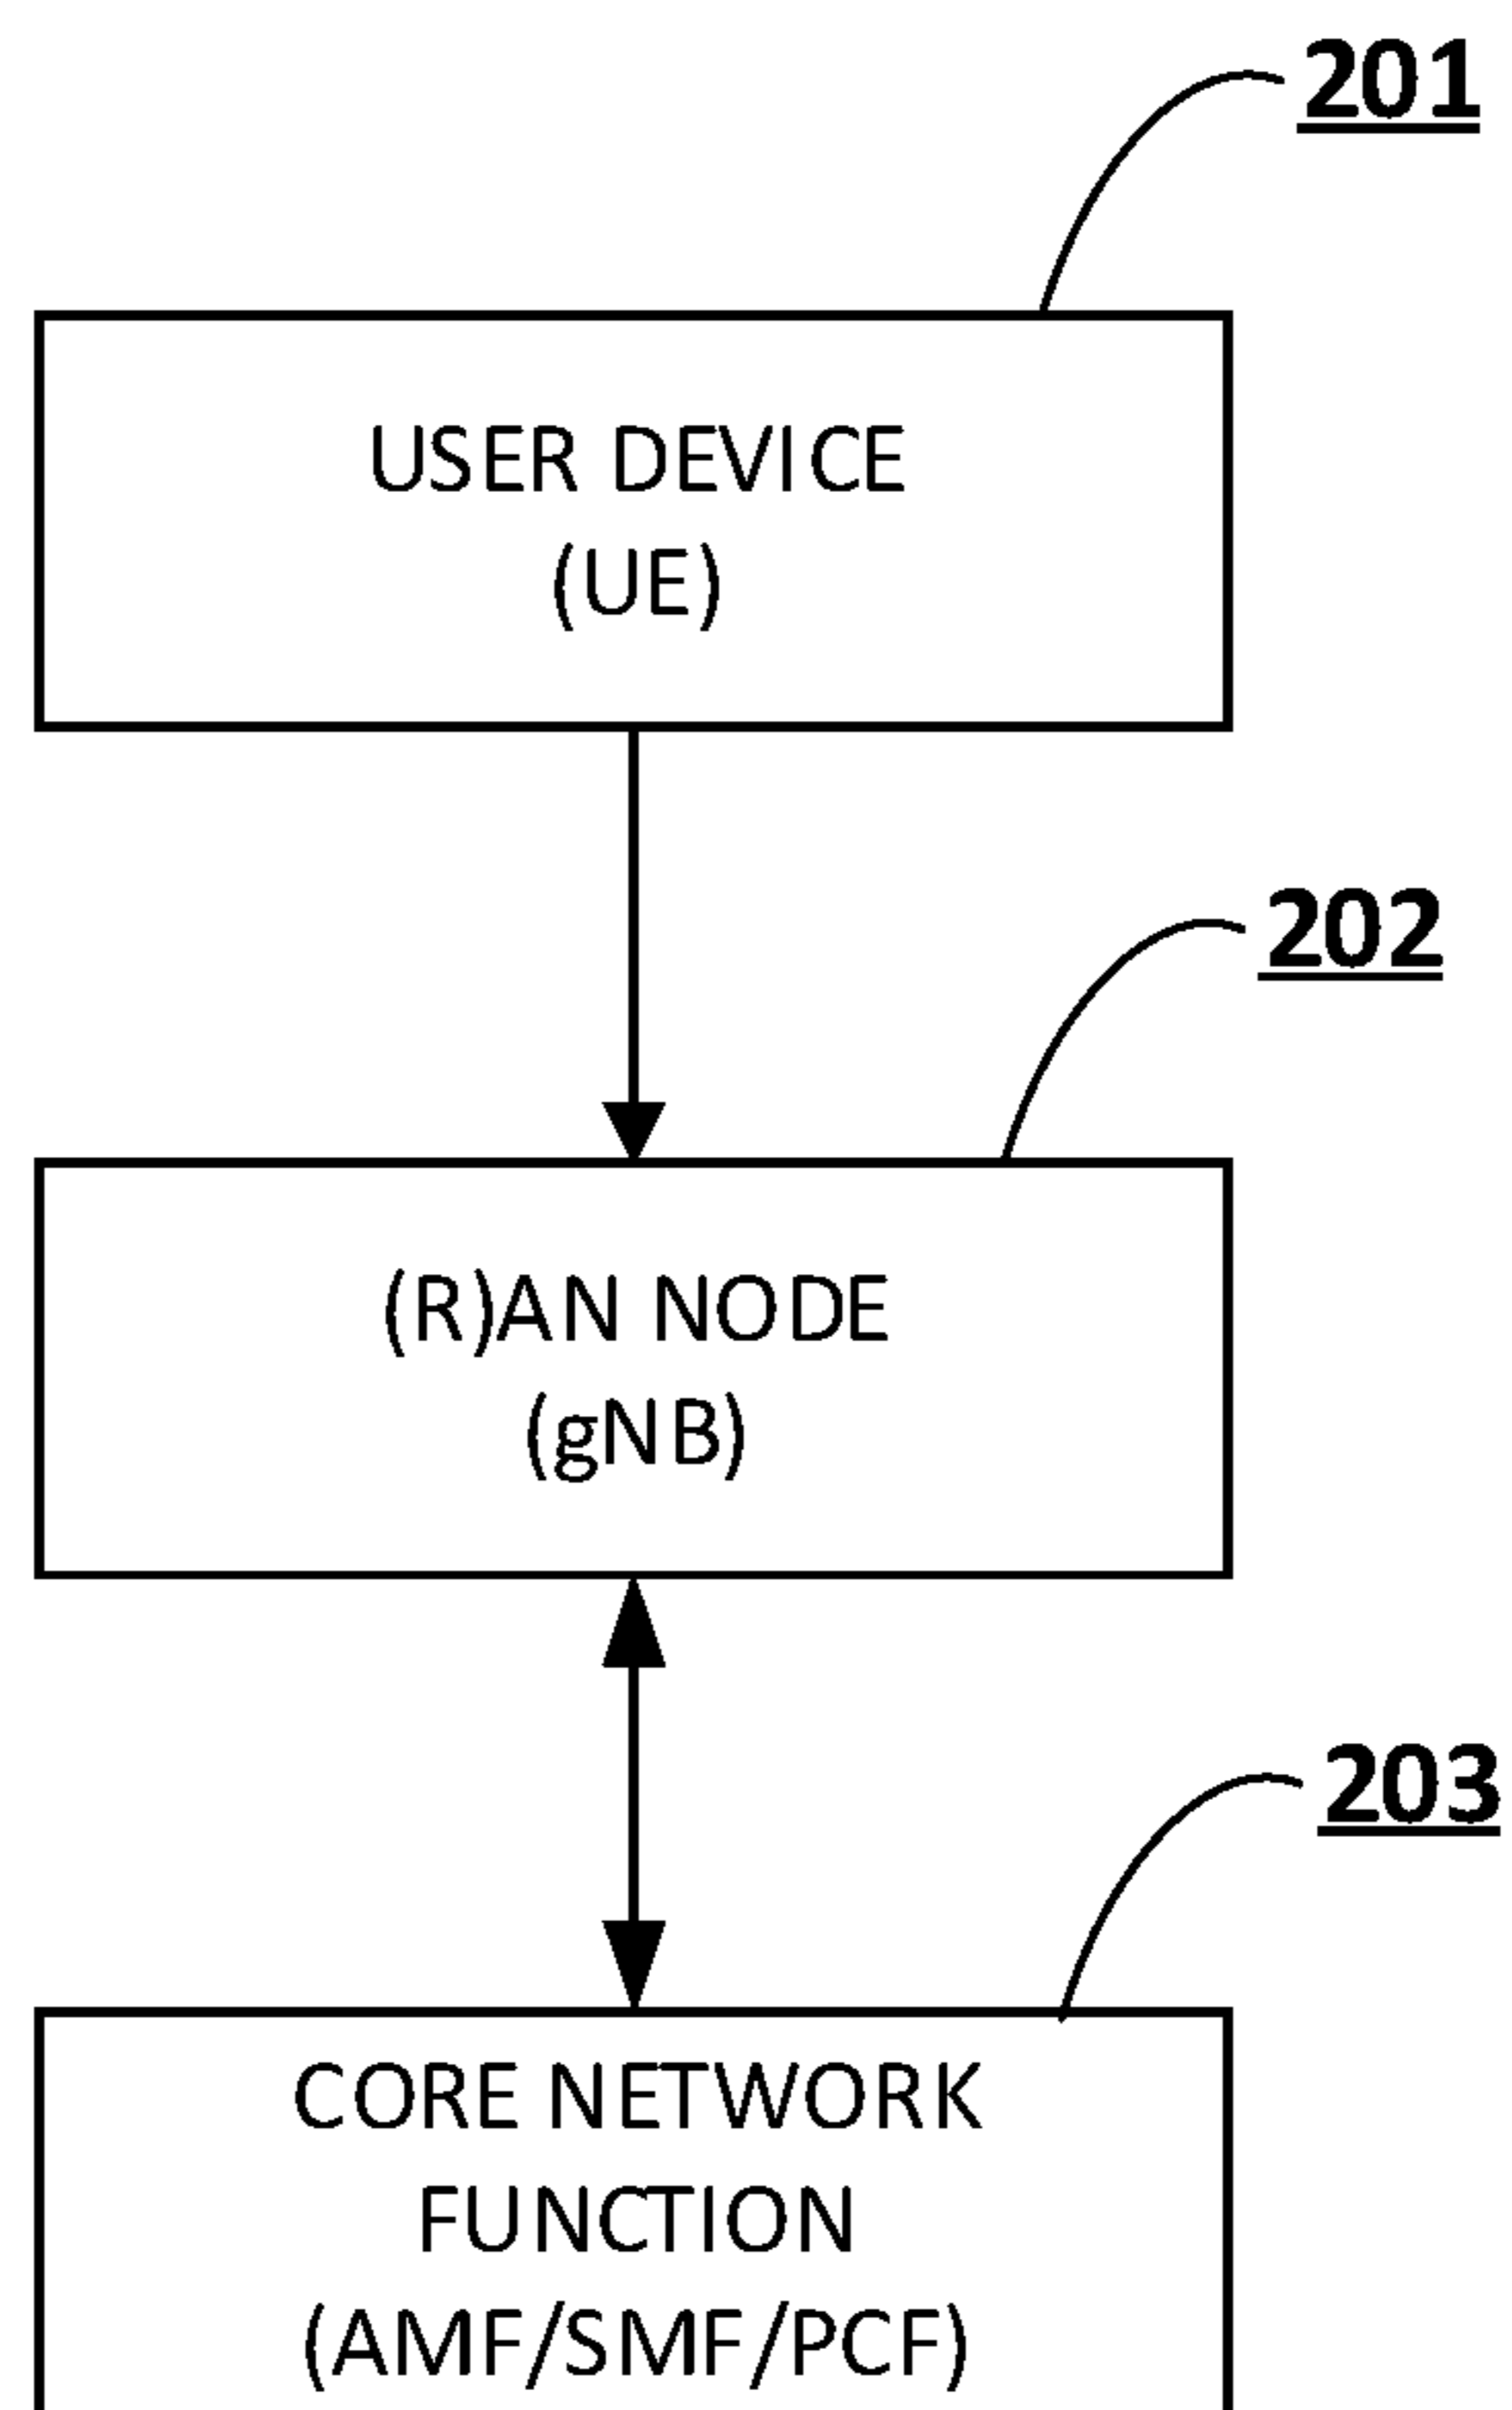 201
USER DEVICE
(UE)
202
(R)AN NODE
(gNB)
203
CORE NETWORK
FUNCTION
(AMF/SMF/PCF)